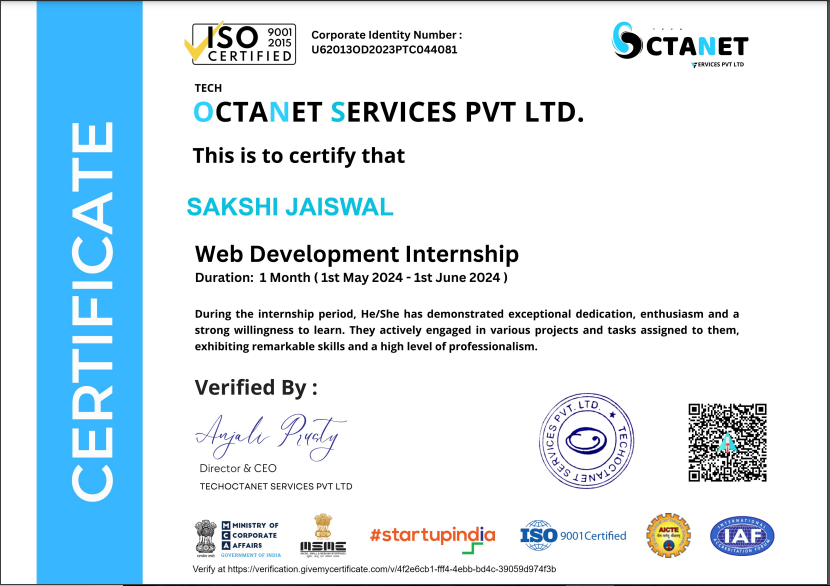 CERTIFICATE
ISO 9001
2015
CERTIFIED
Corporate Identity Number :
U62013OD2023PTC044081
OCTANET
SERVICES PVT LTD
TECH
OCTANET SERVICES PVT LTD.
This is to certify that
SAKSHI JAISWAL
Web Development Internship
Duration: 1 Month ( 1st May 2024 - 1st June 2024 )
During the internship period, He/She has demonstrated exceptional dedication, enthusiasm and a
strong willingness to learn. They actively engaged in various projects and tasks assigned to them,
exhibiting remarkable skills and a high level of professionalism.
Verified By :
Anjali Rusty
Director & CEO
TECHOCTANET SERVICES PVT LTD
TECHOCTANET SERVICES PVT. LTD.
MCA
MINISTRY OF
CORPORATE
AFFAIRS
GOVERNMENT OF INDIA
MSME
#startupindia
ISO 9001Certified
AICTE
INTERNATIONAL
IAF
ACCREDITATION FORUM
Verify at https://verification.givemycertificate.com/v/4f2e6cb1-fff4-4ebb-bd4c-39059d974f3b